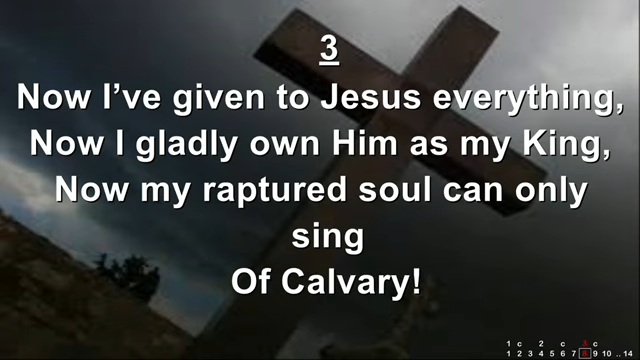 3
Now I’ve given to Jesus everything,
Now I gladly own Him as my King,
Now my raptured soul can only
sing
Of Calvary!
1 c 2 c 3 c
1 2 3 4 5 6 7 8 9 10 .. 14